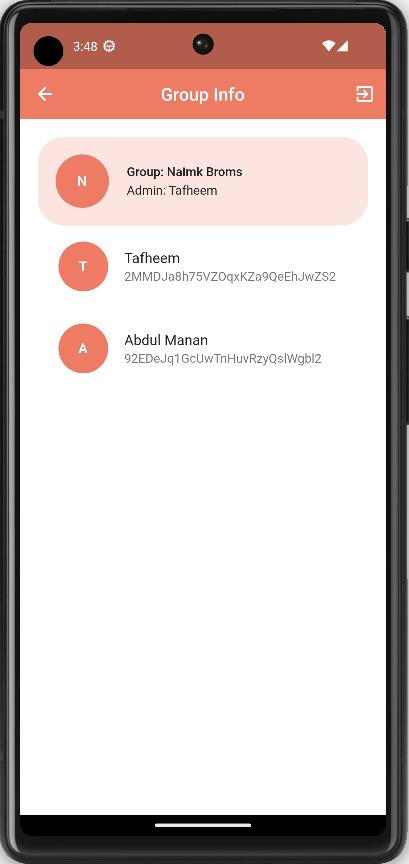 3:48
Group Info
N
Group: Naimk Broms
Admin: Tafheem
T
Tafheem
2MMDJa8h75VZOqxKZa9QeEhJwZS2
A
Abdul Manan
92EDeJq1GcUwTnHuvRzyQslWgbl2